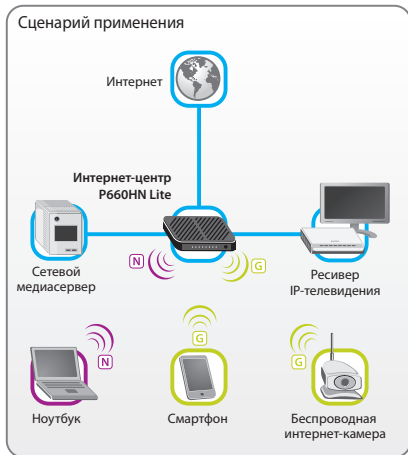 Сценарий применения
Интернет
Интернет-центр
P660HN Lite
N
G
Сетевой
медиасервер
Ресивер
IP-телевидения
N
G
G
Ноутбук
Смартфон
Беспроводная
интернет-камера